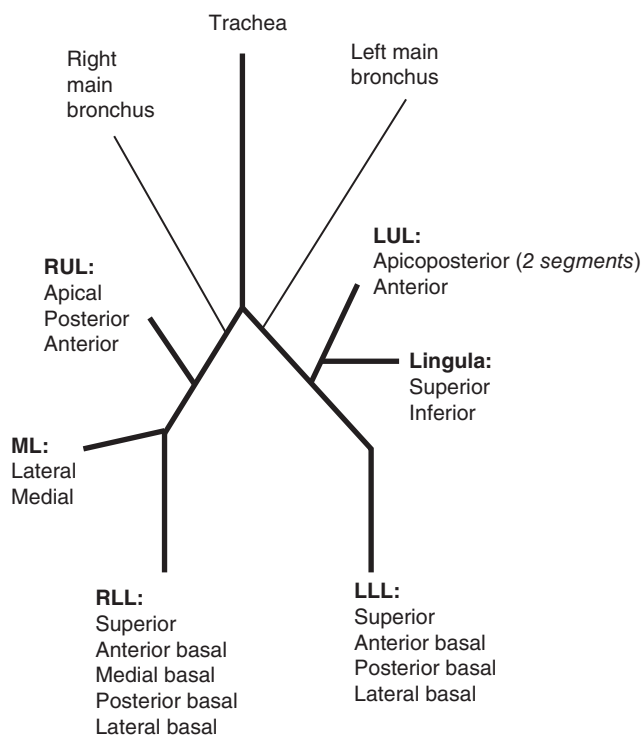 Trachea
Right
main
bronchus
Left main
bronchus
RUL:
Apical
Posterior
Anterior
LUL:
Apicoposterior (2 segments)
Anterior
Lingula:
Superior
Inferior
ML:
Lateral
Medial
RLL:
Superior
Anterior basal
Medial basal
Posterior basal
Lateral basal
LLL:
Superior
Anterior basal
Posterior basal
Lateral basal